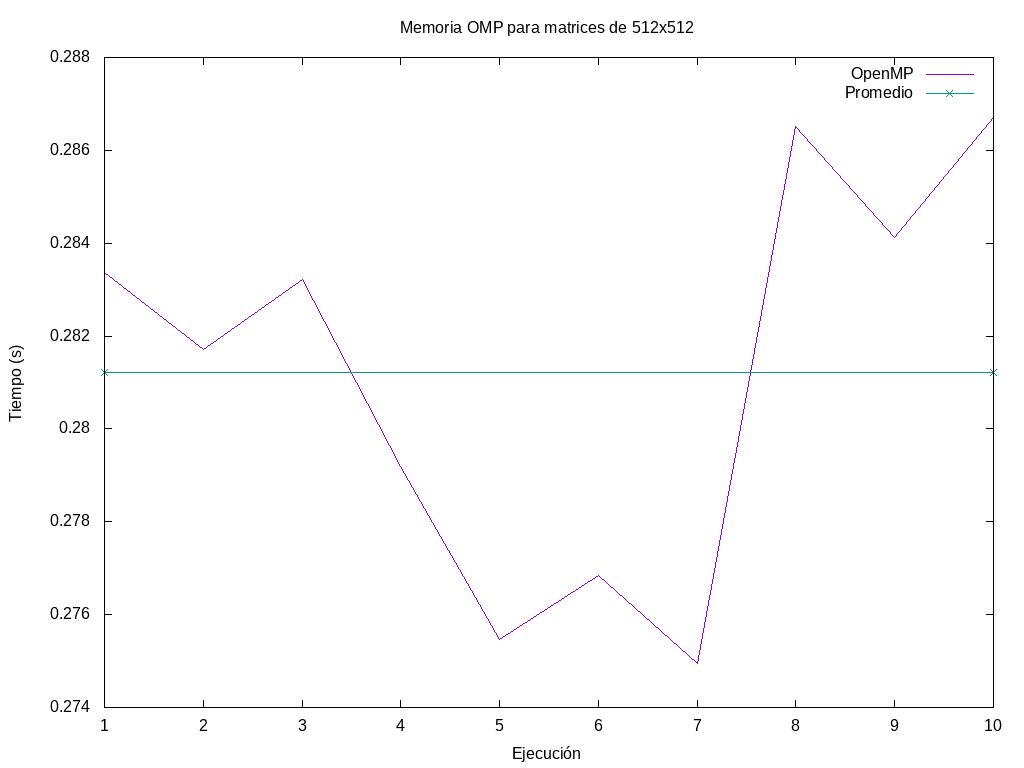 Memoria OMP para matrices de 512x512
OpenMP
Promedio
0.288
0.286
0.284
0.282
0.28
0.278
0.276
0.274
Tiempo (s)
1 2 3 4 5 6 7 8 9 10
Ejecución